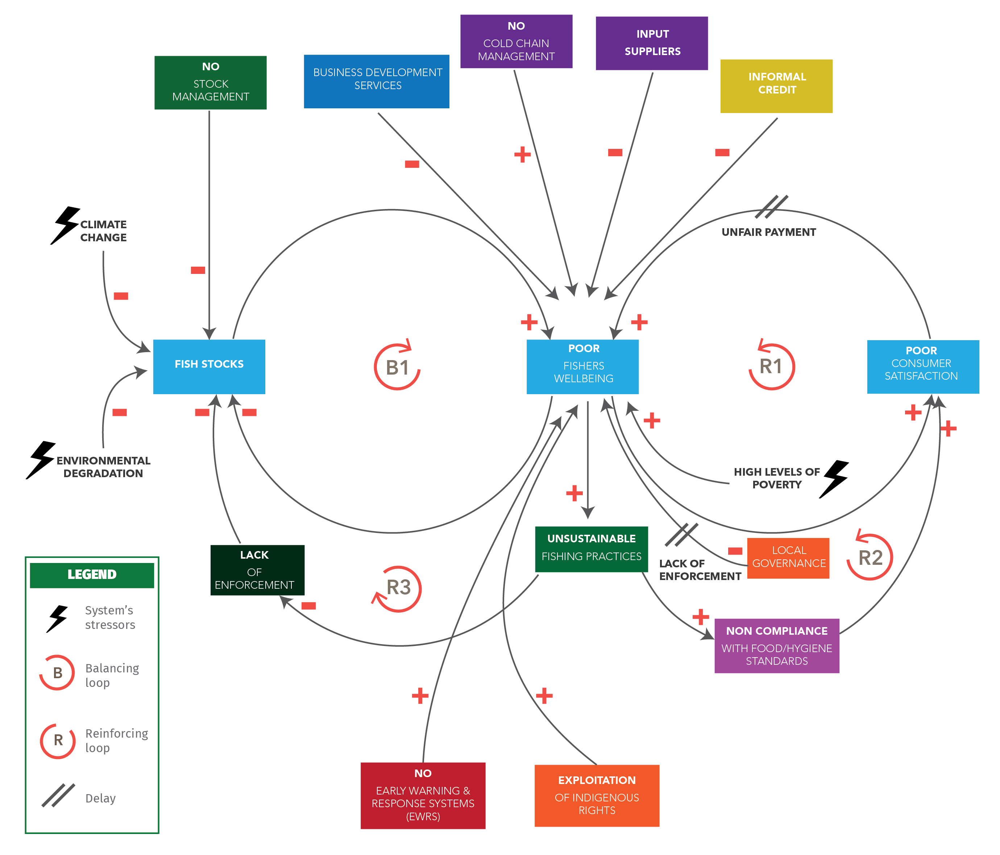 NO
COLD CHAIN
MANAGEMENT
INPUT
SUPPLIERS
NO
STOCK
MANAGEMENT
BUSINESS DEVELOPMENT
SERVICES
INFORMAL
CREDIT
CLIMATE
CHANGE
UNFAIR PAYMENT
FISH STOCKS
B1
POOR
FISHERS
WELLBEING
R1
POOR
CONSUMER
SATISFACTION
ENVIRONMENTAL
DEGRADATION
HIGH LEVELS OF
POVERTY
LACK
OF
ENFORCEMENT
R3
UNSUSTAINABLE
FISHING PRACTICES
LACK OF
ENFORCEMENT
LOCAL
GOVERNANCE
R2
NON COMPLIANCE
WITH FOOD/HYGIENE
STANDARDS
LEGEND
System's
stressors
B
Balancing
loop
R
Reinforcing
loop
Delay
NO
EARLY WARNING &
RESPONSE SYSTEMS
(EWRS)
EXPLOITATION
OF INDIGENOUS
RIGHTS